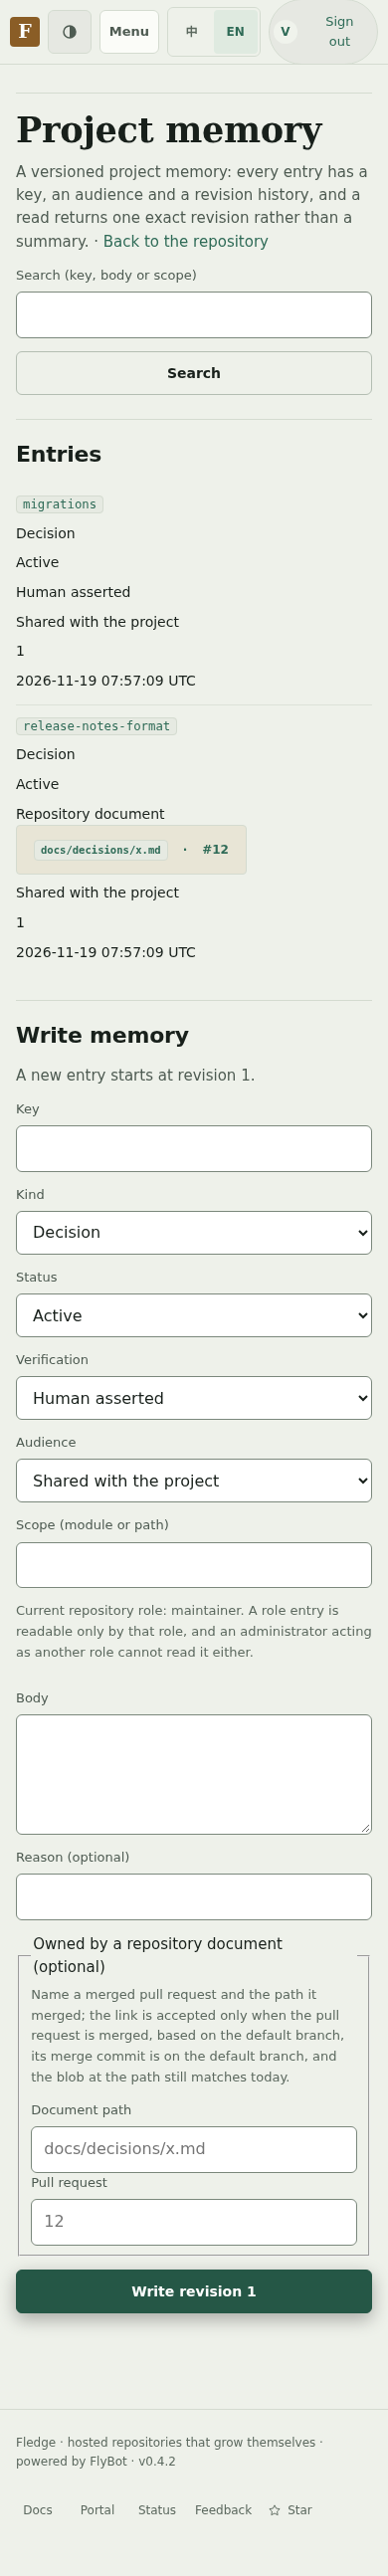 F
Menu
中
EN
V
Sign
out
Project memory
A versioned project memory: every entry has a
key, an audience and a revision history, and a
read returns one exact revision rather than a
summary. · Back to the repository
Search (key, body or scope)
Search
Entries
migrations
Decision
Active
Human asserted
Shared with the project
1
2026-11-19 07:57:09 UTC
release-notes-format
Decision
Active
Repository document
docs/decisions/x.md · #12
Shared with the project
1
2026-11-19 07:57:09 UTC
Write memory
A new entry starts at revision 1.
Key
Kind
Decision
Status
Active
Verification
Human asserted
Audience
Shared with the project
Scope (module or path)
Current repository role: maintainer. A role entry is
readable only by that role, and an administrator acting
as another role cannot read it either.
Body
Reason (optional)
Owned by a repository document
(optional)
Name a merged pull request and the path it
merged; the link is accepted only when the pull
request is merged, based on the default branch,
its merge commit is on the default branch, and
the blob at the path still matches today.
Document path
docs/decisions/x.md
Pull request
12
Write revision 1
Fledge · hosted repositories that grow themselves ·
powered by FlyBot · v0.4.2
Docs
Portal
Status
Feedback
Star